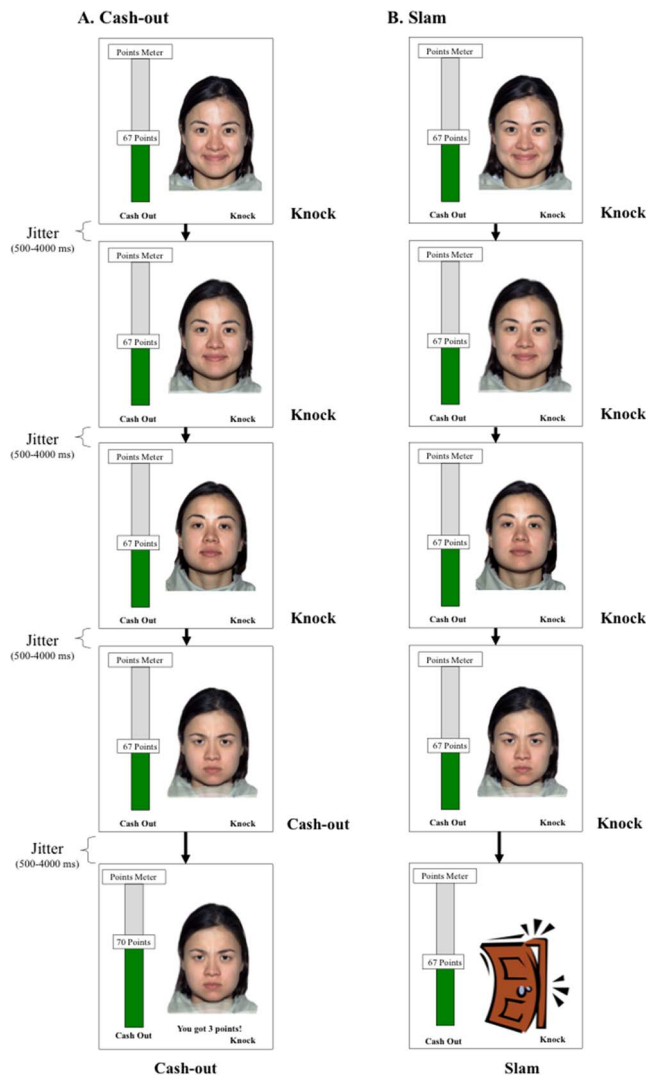 A. Cash-out
Points Meter
67 Points
Cash Out
Knock
Knock
Jitter
(500-4000 ms)
Points Meter
67 Points
Cash Out
Knock
Knock
Jitter
(500-4000 ms)
Points Meter
67 Points
Cash Out
Knock
Knock
Jitter
(500-4000 ms)
Points Meter
67 Points
Cash Out
Knock
Cash-out
Jitter
(500-4000 ms)
Points Meter
70 Points
You got 3 points!
Cash Out
Knock
Cash-out
B. Slam
Points Meter
67 Points
Cash Out
Knock
Knock
Points Meter
67 Points
Cash Out
Knock
Knock
Points Meter
67 Points
Cash Out
Knock
Knock
Points Meter
67 Points
Cash Out
Knock
Knock
Points Meter
67 Points
Cash Out
Knock
Slam